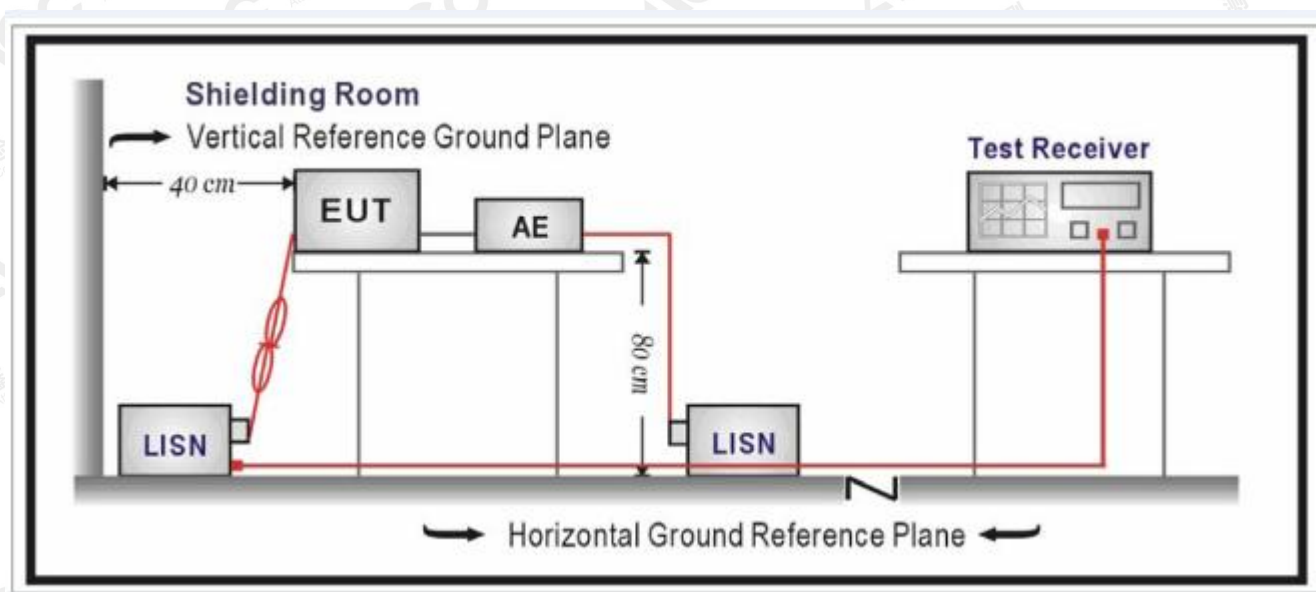 Shielding Room
Vertical Reference Ground Plane
Test Receiver
40 cm
EUT
AE
80 cm
LISN
LISN
Horizontal Ground Reference Plane